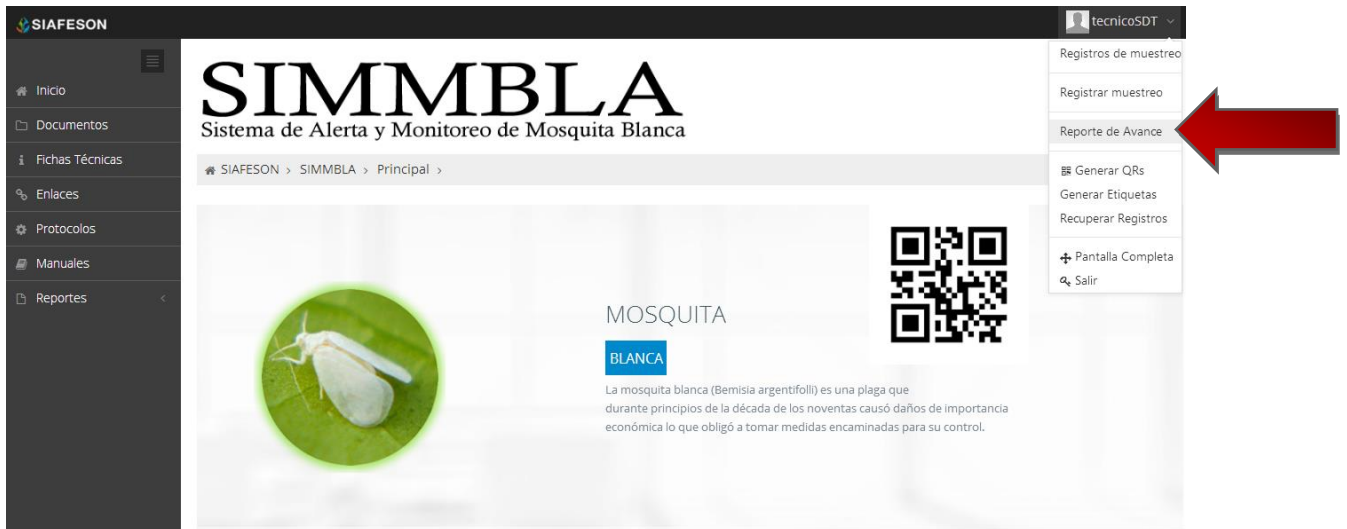 SIAFESON
tecnicoSDT
Inicio
Documentos
Fichas Técnicas
Enlaces
Protocolos
Manuales
Reportes
SIMMBLA
Sistema de Alerta y Monitoreo de Mosquita Blanca
SIAFESON > SIMMBLA > Principal >
Registros de muestreo
Registrar muestreo
Reporte de Avance
Generar QRs
Generar Etiquetas
Recuperar Registros
Pantalla Completa
Salir
MOSQUITA
BLANCA
La mosquita blanca (Bemisia argentifolli) es una plaga que
durante principios de la década de los noventas causó daños de importancia
económica lo que obligó a tomar medidas encaminadas para su control.